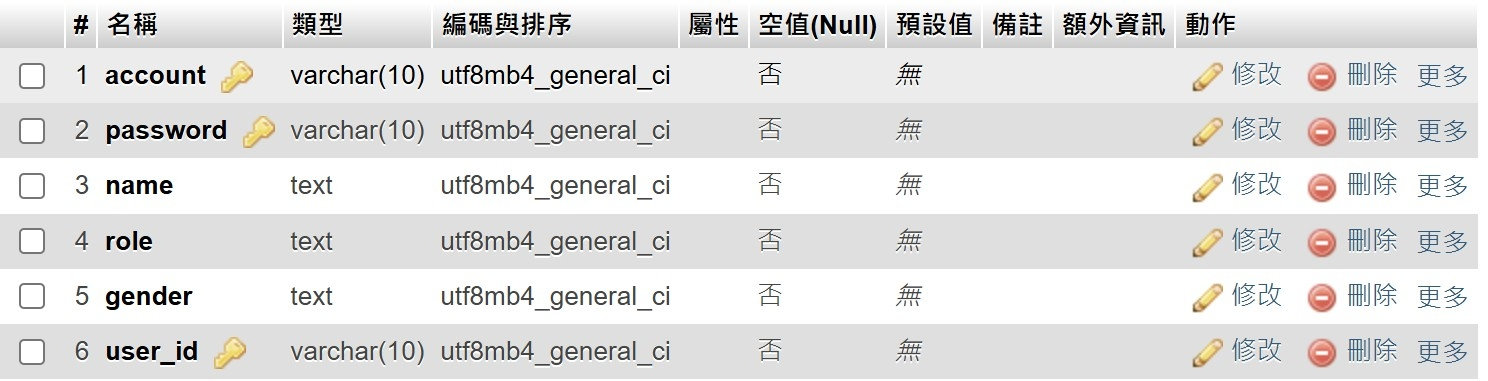 # 名稱 類型 編碼與排序 屬性 空值(Null) 預設值 備註 額外資訊 動作
1 account varchar(10) utf8mb4_general_ci 否 無 修改 刪除 更多
2 password varchar(10) utf8mb4_general_ci 否 無 修改 刪除 更多
3 name text utf8mb4_general_ci 否 無 修改 刪除 更多
4 role text utf8mb4_general_ci 否 無 修改 刪除 更多
5 gender text utf8mb4_general_ci 否 無 修改 刪除 更多
6 user_id varchar(10) utf8mb4_general_ci 否 無 修改 刪除 更多